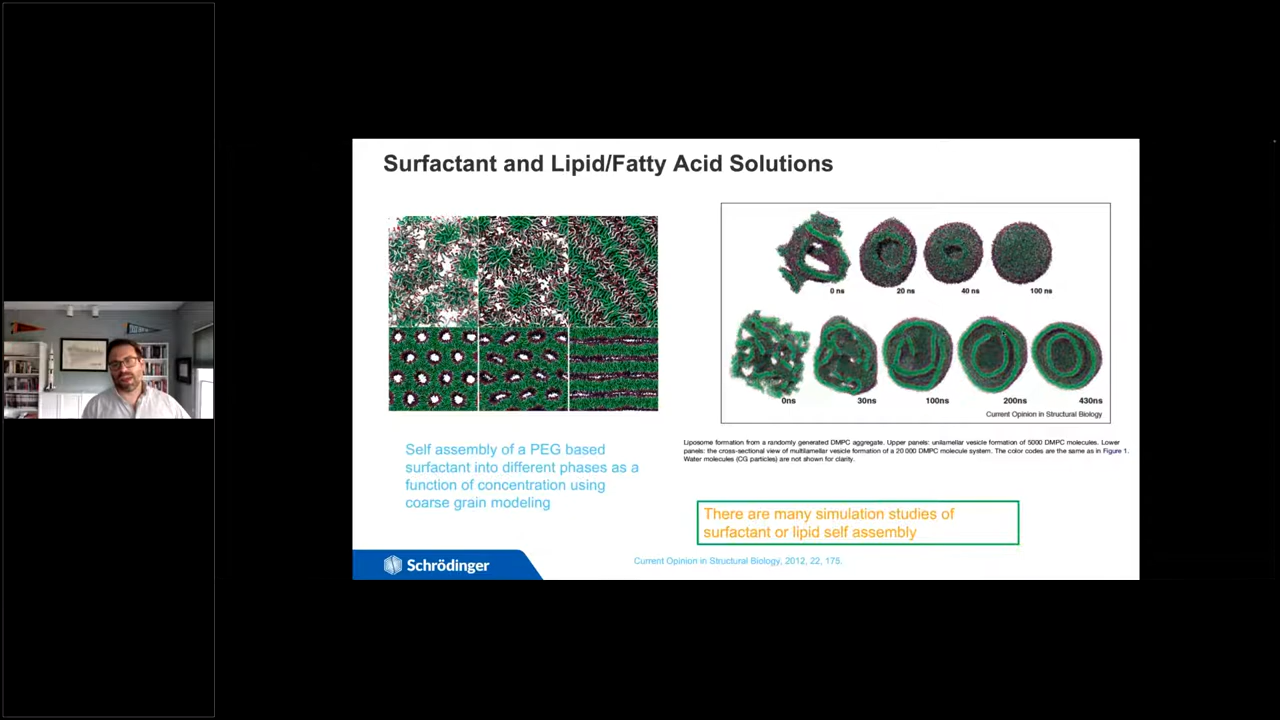 Surfactant and Lipid/Fatty Acid Solutions
0 ns
20 ns
40 ns
100 ns
0ns
30ns
100ns
200ns
430ns
Current Opinion in Structural Biology
Liposome formation from a randomly generated DMPC aggregate. Upper panels: unilamellar vesicle formation of 5000 DMPC molecules. Lower
panels: the cross-sectional view of multilamellar vesicle formation of a 20 000 DMPC molecule system. The color codes are the same as in Figure 1.
Water molecules (CG particles) are not shown for clarity.
Self assembly of a PEG based
surfactant into different phases as a
function of concentration using
coarse grain modeling
There are many simulation studies of
surfactant or lipid self assembly
Current Opinion in Structural Biology, 2012, 22, 175.
Schrödinger